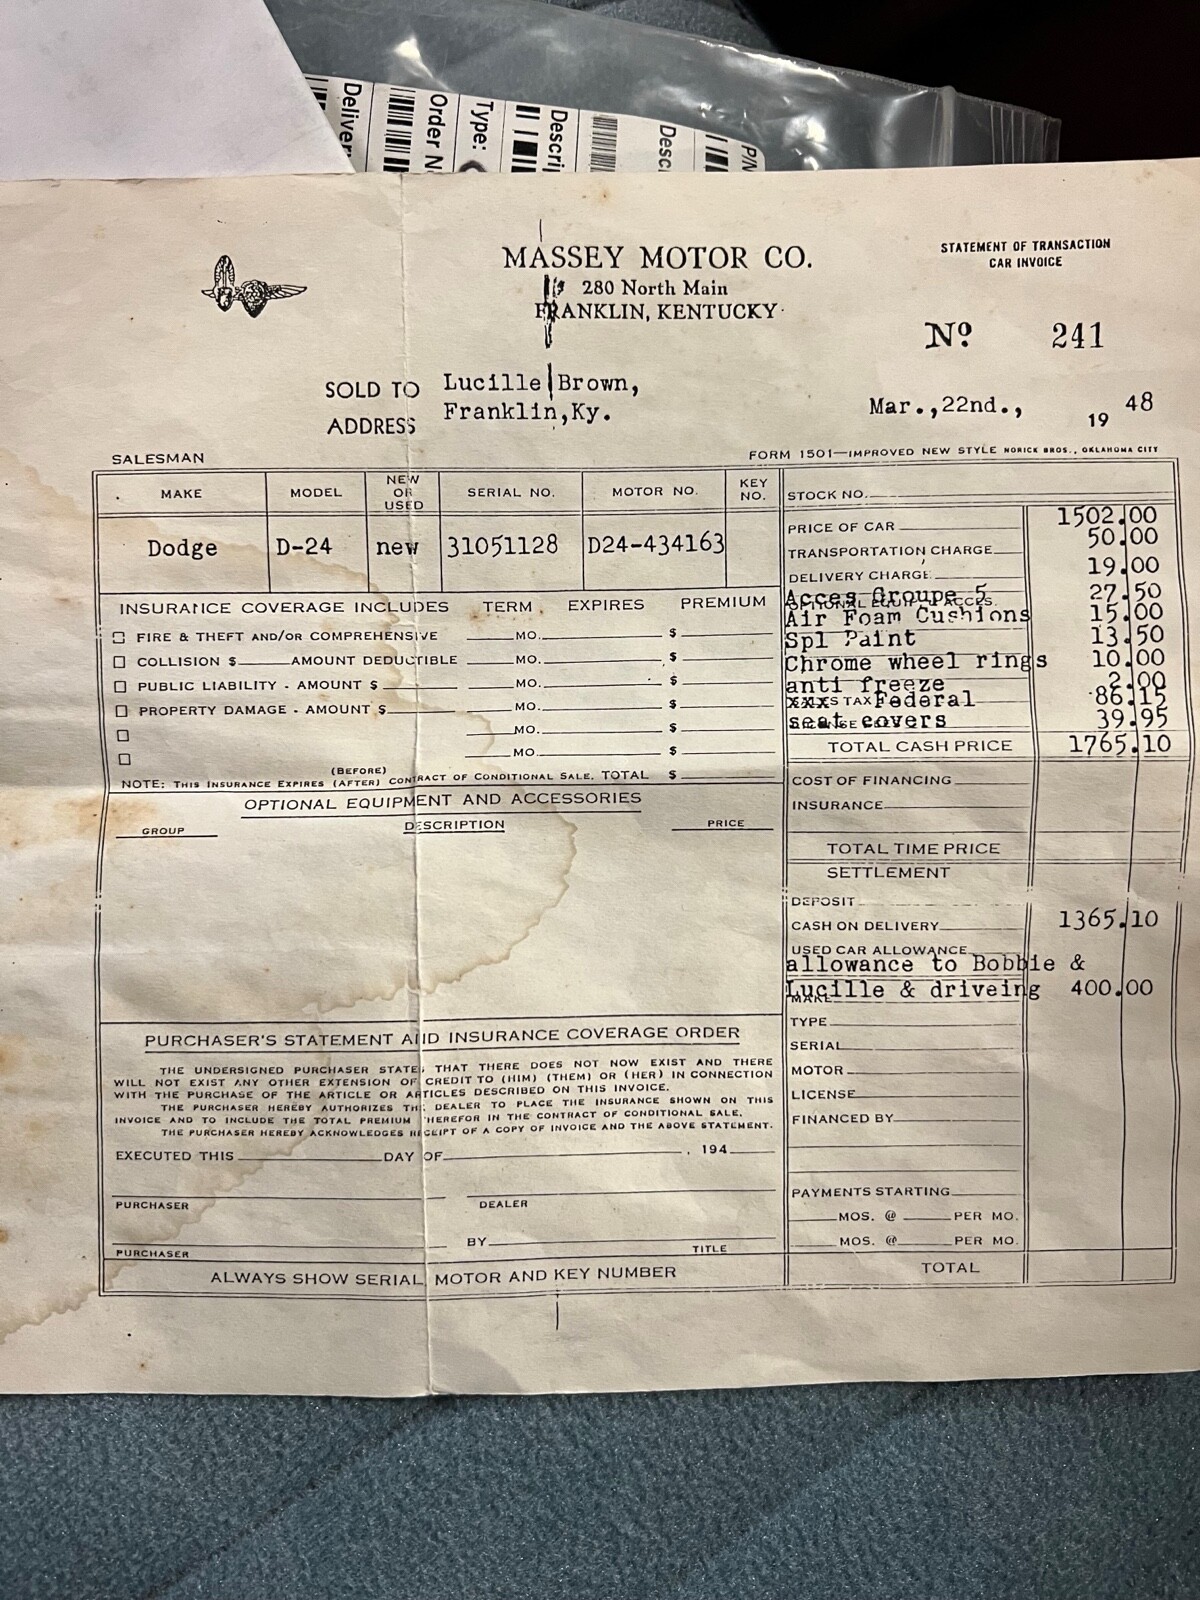 Deliver
Order N
Type:
Descri
Desc
P/N
MASSEY MOTOR CO.
280 North Main
FRANKLIN, KENTUCKY
STATEMENT OF TRANSACTION
CAR INVOICE
No. 241
SOLD TO Lucille Brown,
ADDRESS Franklin,Ky.
Mar.,22nd., 19 48
SALESMAN
FORM 1501—IMPROVED NEW STYLE NORICK BROS., OKLAHOMA CITY
MAKE MODEL NEW OR USED SERIAL NO. MOTOR NO. KEY NO.
Dodge D-24 new 31051128 D24-434163
STOCK NO.
PRICE OF CAR 1502.00
TRANSPORTATION CHARGE 50.00
DELIVERY CHARGE 19.00
OPTIONAL EQUIP. & ACCES.
Acces Groupe 5 27.50
Air Foam Cushions 15.00
Spl Paint 13.50
Chrome wheel rings 10.00
anti freeze 2.00
xxxs TAX Federal 86.15
seat covers 39.95
TOTAL CASH PRICE 1765.10
COST OF FINANCING
INSURANCE
TOTAL TIME PRICE
SETTLEMENT
DEPOSIT
CASH ON DELIVERY 1365.10
USED CAR ALLOWANCE
allowance to Bobbie &
Lucille & driveing 400.00
MAKE
TYPE
SERIAL
MOTOR
LICENSE
FINANCED BY
PAYMENTS STARTING
MOS. @ PER MO.
MOS. @ PER MO.
TOTAL
INSURANCE COVERAGE INCLUDES TERM EXPIRES PREMIUM
FIRE & THEFT AND/OR COMPREHENSIVE MO. $
COLLISION $ AMOUNT DEDUCTIBLE MO. $
PUBLIC LIABILITY - AMOUNT $ MO. $
PROPERTY DAMAGE - AMOUNT $ MO. $
MO. $
MO. $
NOTE: THIS INSURANCE EXPIRES (BEFORE) (AFTER) CONTRACT OF CONDITIONAL SALE. TOTAL $
OPTIONAL EQUIPMENT AND ACCESSORIES
GROUP DESCRIPTION PRICE
PURCHASER'S STATEMENT AND INSURANCE COVERAGE ORDER
THE UNDERSIGNED PURCHASER STATES THAT THERE DOES NOT NOW EXIST AND THERE
WILL NOT EXIST ANY OTHER EXTENSION OF CREDIT TO (HIM) (THEM) OR (HER) IN CONNECTION
WITH THE PURCHASE OF THE ARTICLE OR ARTICLES DESCRIBED ON THIS INVOICE.
THE PURCHASER HEREBY AUTHORIZES THE DEALER TO PLACE THE INSURANCE SHOWN ON THIS
INVOICE AND TO INCLUDE THE TOTAL PREMIUM THEREFOR IN THE CONTRACT OF CONDITIONAL SALE.
THE PURCHASER HEREBY ACKNOWLEDGES RECEIPT OF A COPY OF INVOICE AND THE ABOVE STATEMENT.
EXECUTED THIS DAY OF , 194
PURCHASER DEALER
BY
PURCHASER TITLE
ALWAYS SHOW SERIAL MOTOR AND KEY NUMBER